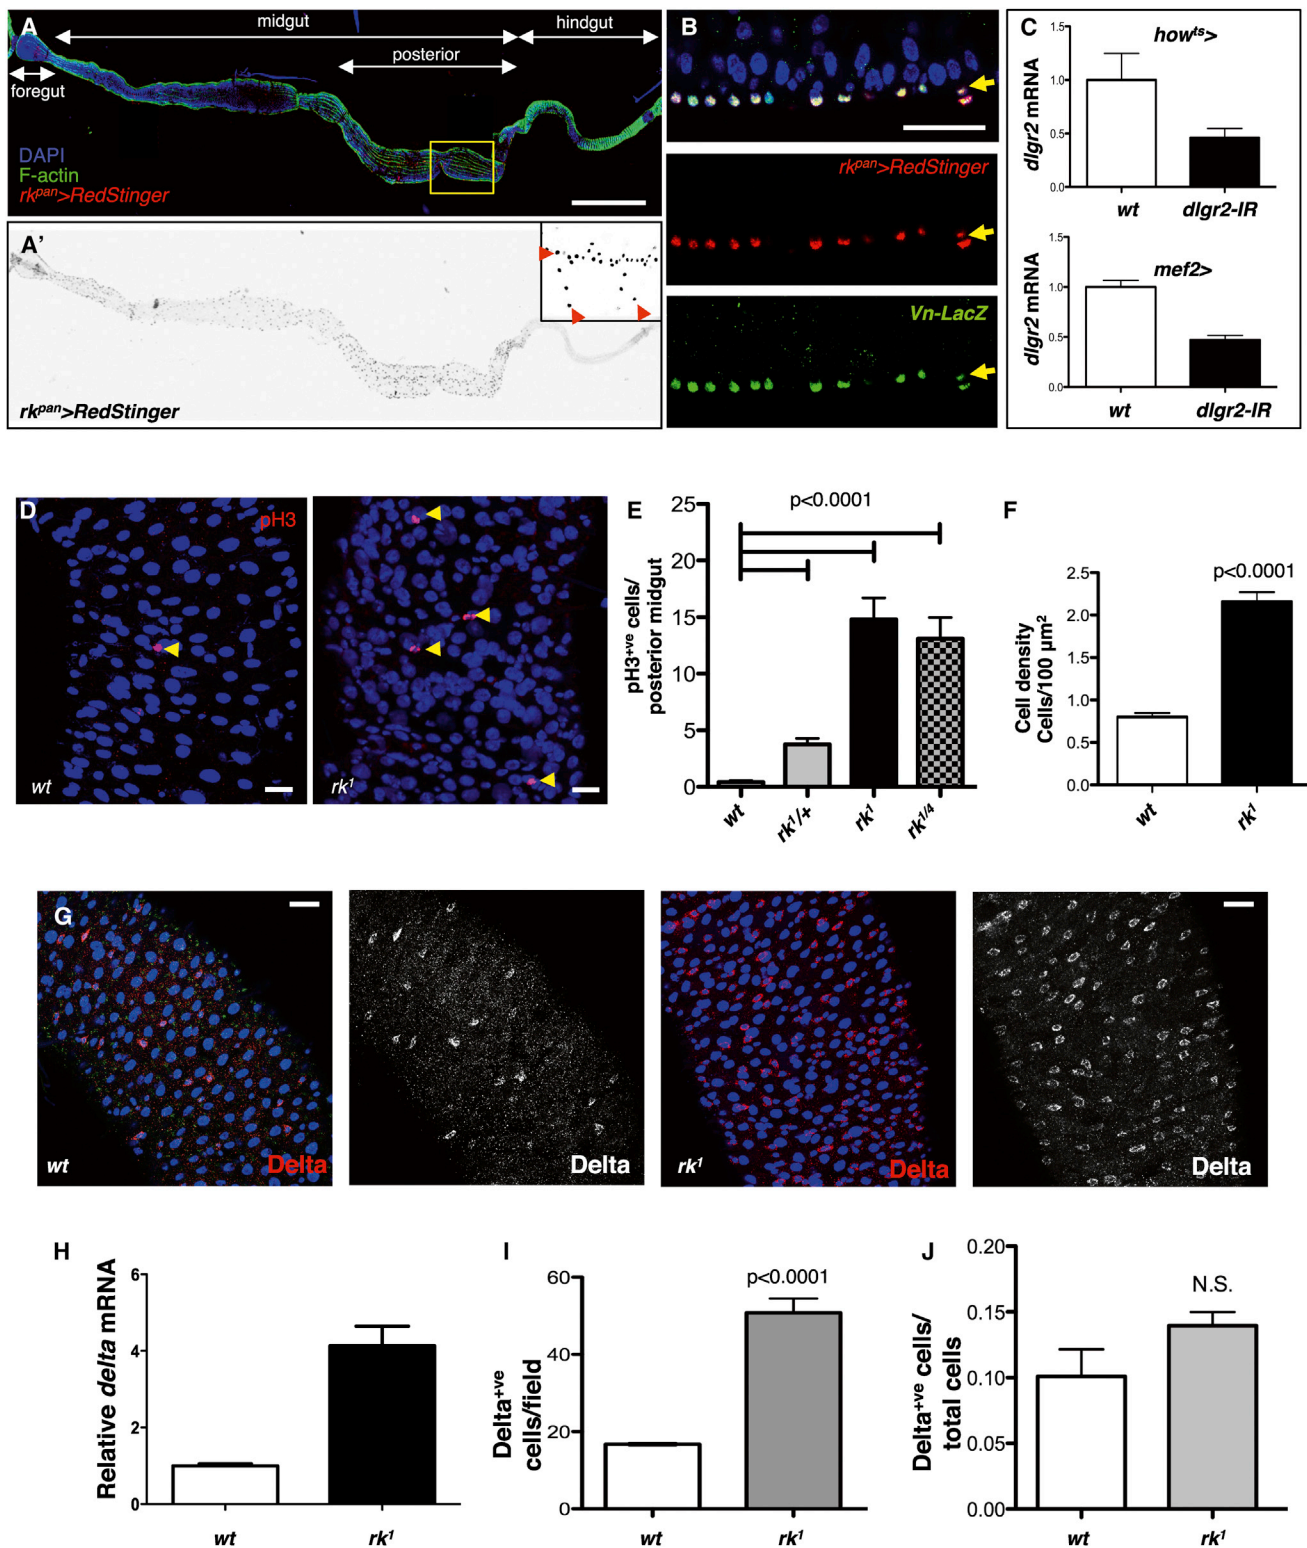 A
midgut
hindgut
posterior
foregut
DAPI
F-actin
rkpan>RedStinger
A'
rkpan>RedStinger
B
rkpan>RedStinger
Vn-LacZ
C
howts>
dlgr2 mRNA
1.5
1.0
0.5
0.0
wt
dlgr2-IR
mef2>
dlgr2 mRNA
1.5
1.0
0.5
0.0
wt
dlgr2-IR
D
pH3
wt
rk1
E
p<0.0001
pH3+ve cells/
posterior midgut
25
20
15
10
5
0
wt
rk1/+
rk1
rk1/4
F
p<0.0001
Cell density
Cells/100 µm2
2.5
2.0
1.5
1.0
0.5
0.0
wt
rk1
G
wt
Delta
Delta
rk1
Delta
Delta
H
Relative delta mRNA
6
4
2
0
wt
rk1
I
p<0.0001
Delta+ve
cells/field
60
40
20
0
wt
rk1
J
N.S.
Delta+ve cells/
total cells
0.20
0.15
0.10
0.05
0.00
wt
rk1